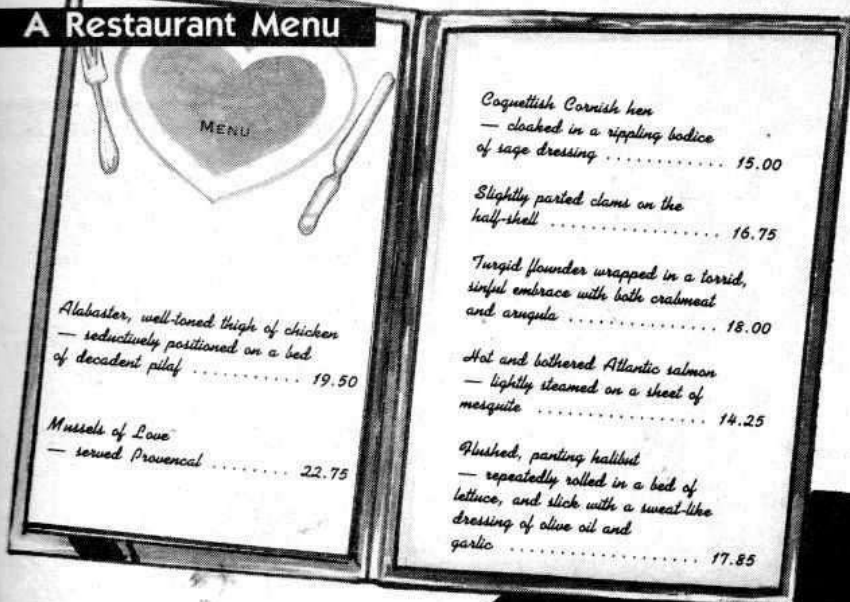 A Restaurant Menu
MENU
Alabaster, well-toned thigh of chicken
— seductively positioned on a bed
of decadent pilaf ........... 19.50
Mussels of Love
— served Provencal ........ 22.75
Coquettish Cornish hen
— cloaked in a rippling bodice
of sage dressing ............ 15.00
Slightly parted clams on the
half-shell ................. 16.75
Turgid flounder wrapped in a torrid,
sinful embrace with both crabmeat
and arugula ............... 18.00
Hot and bothered Atlantic salmon
— lightly steamed on a sheet of
mesquite .................. 14.25
Flushed, panting halibut
— repeatedly rolled in a bed of
lettuce, and slick with a sweat-like
dressing of olive oil and
garlic ................... 17.85